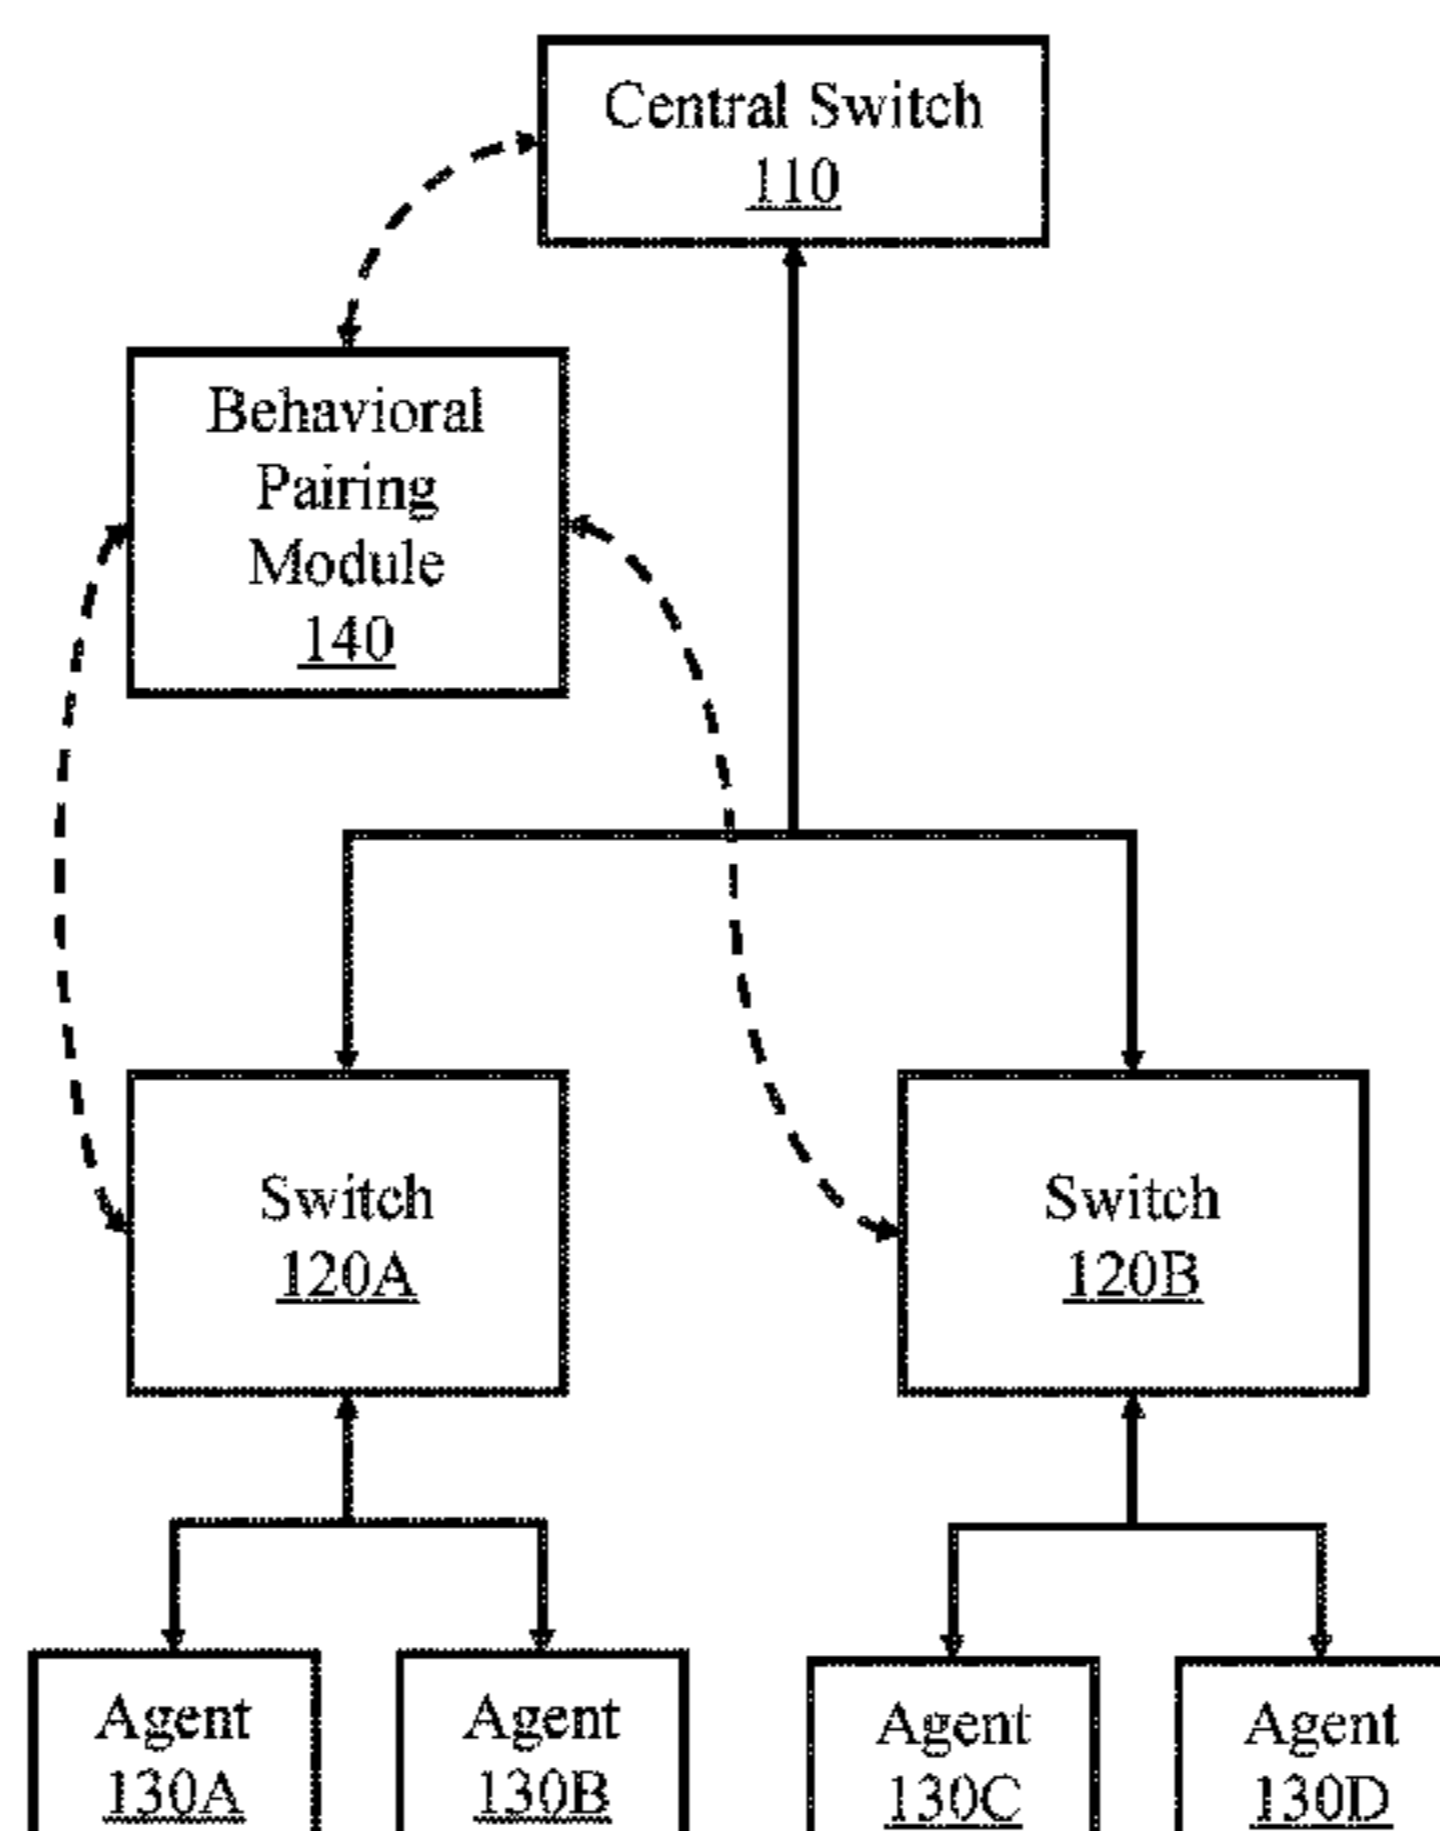 Central Switch
110
Behavioral
Pairing
Module
140
Switch
120A
Switch
120B
Agent
130A
Agent
130B
Agent
130C
Agent
130D